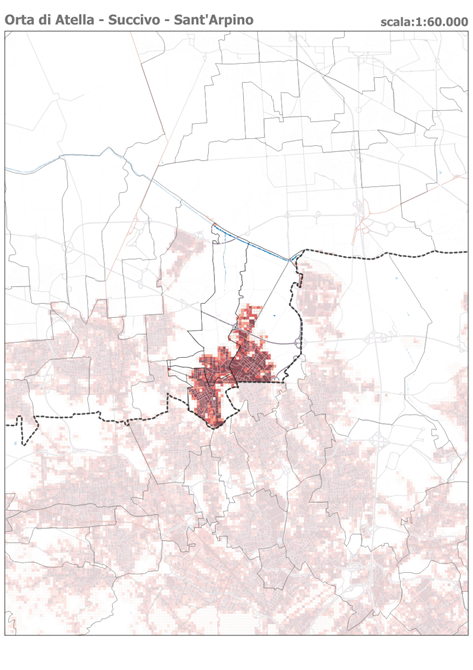 Orta di Atella - Succivo - Sant'Arpino
scala:1:60.000